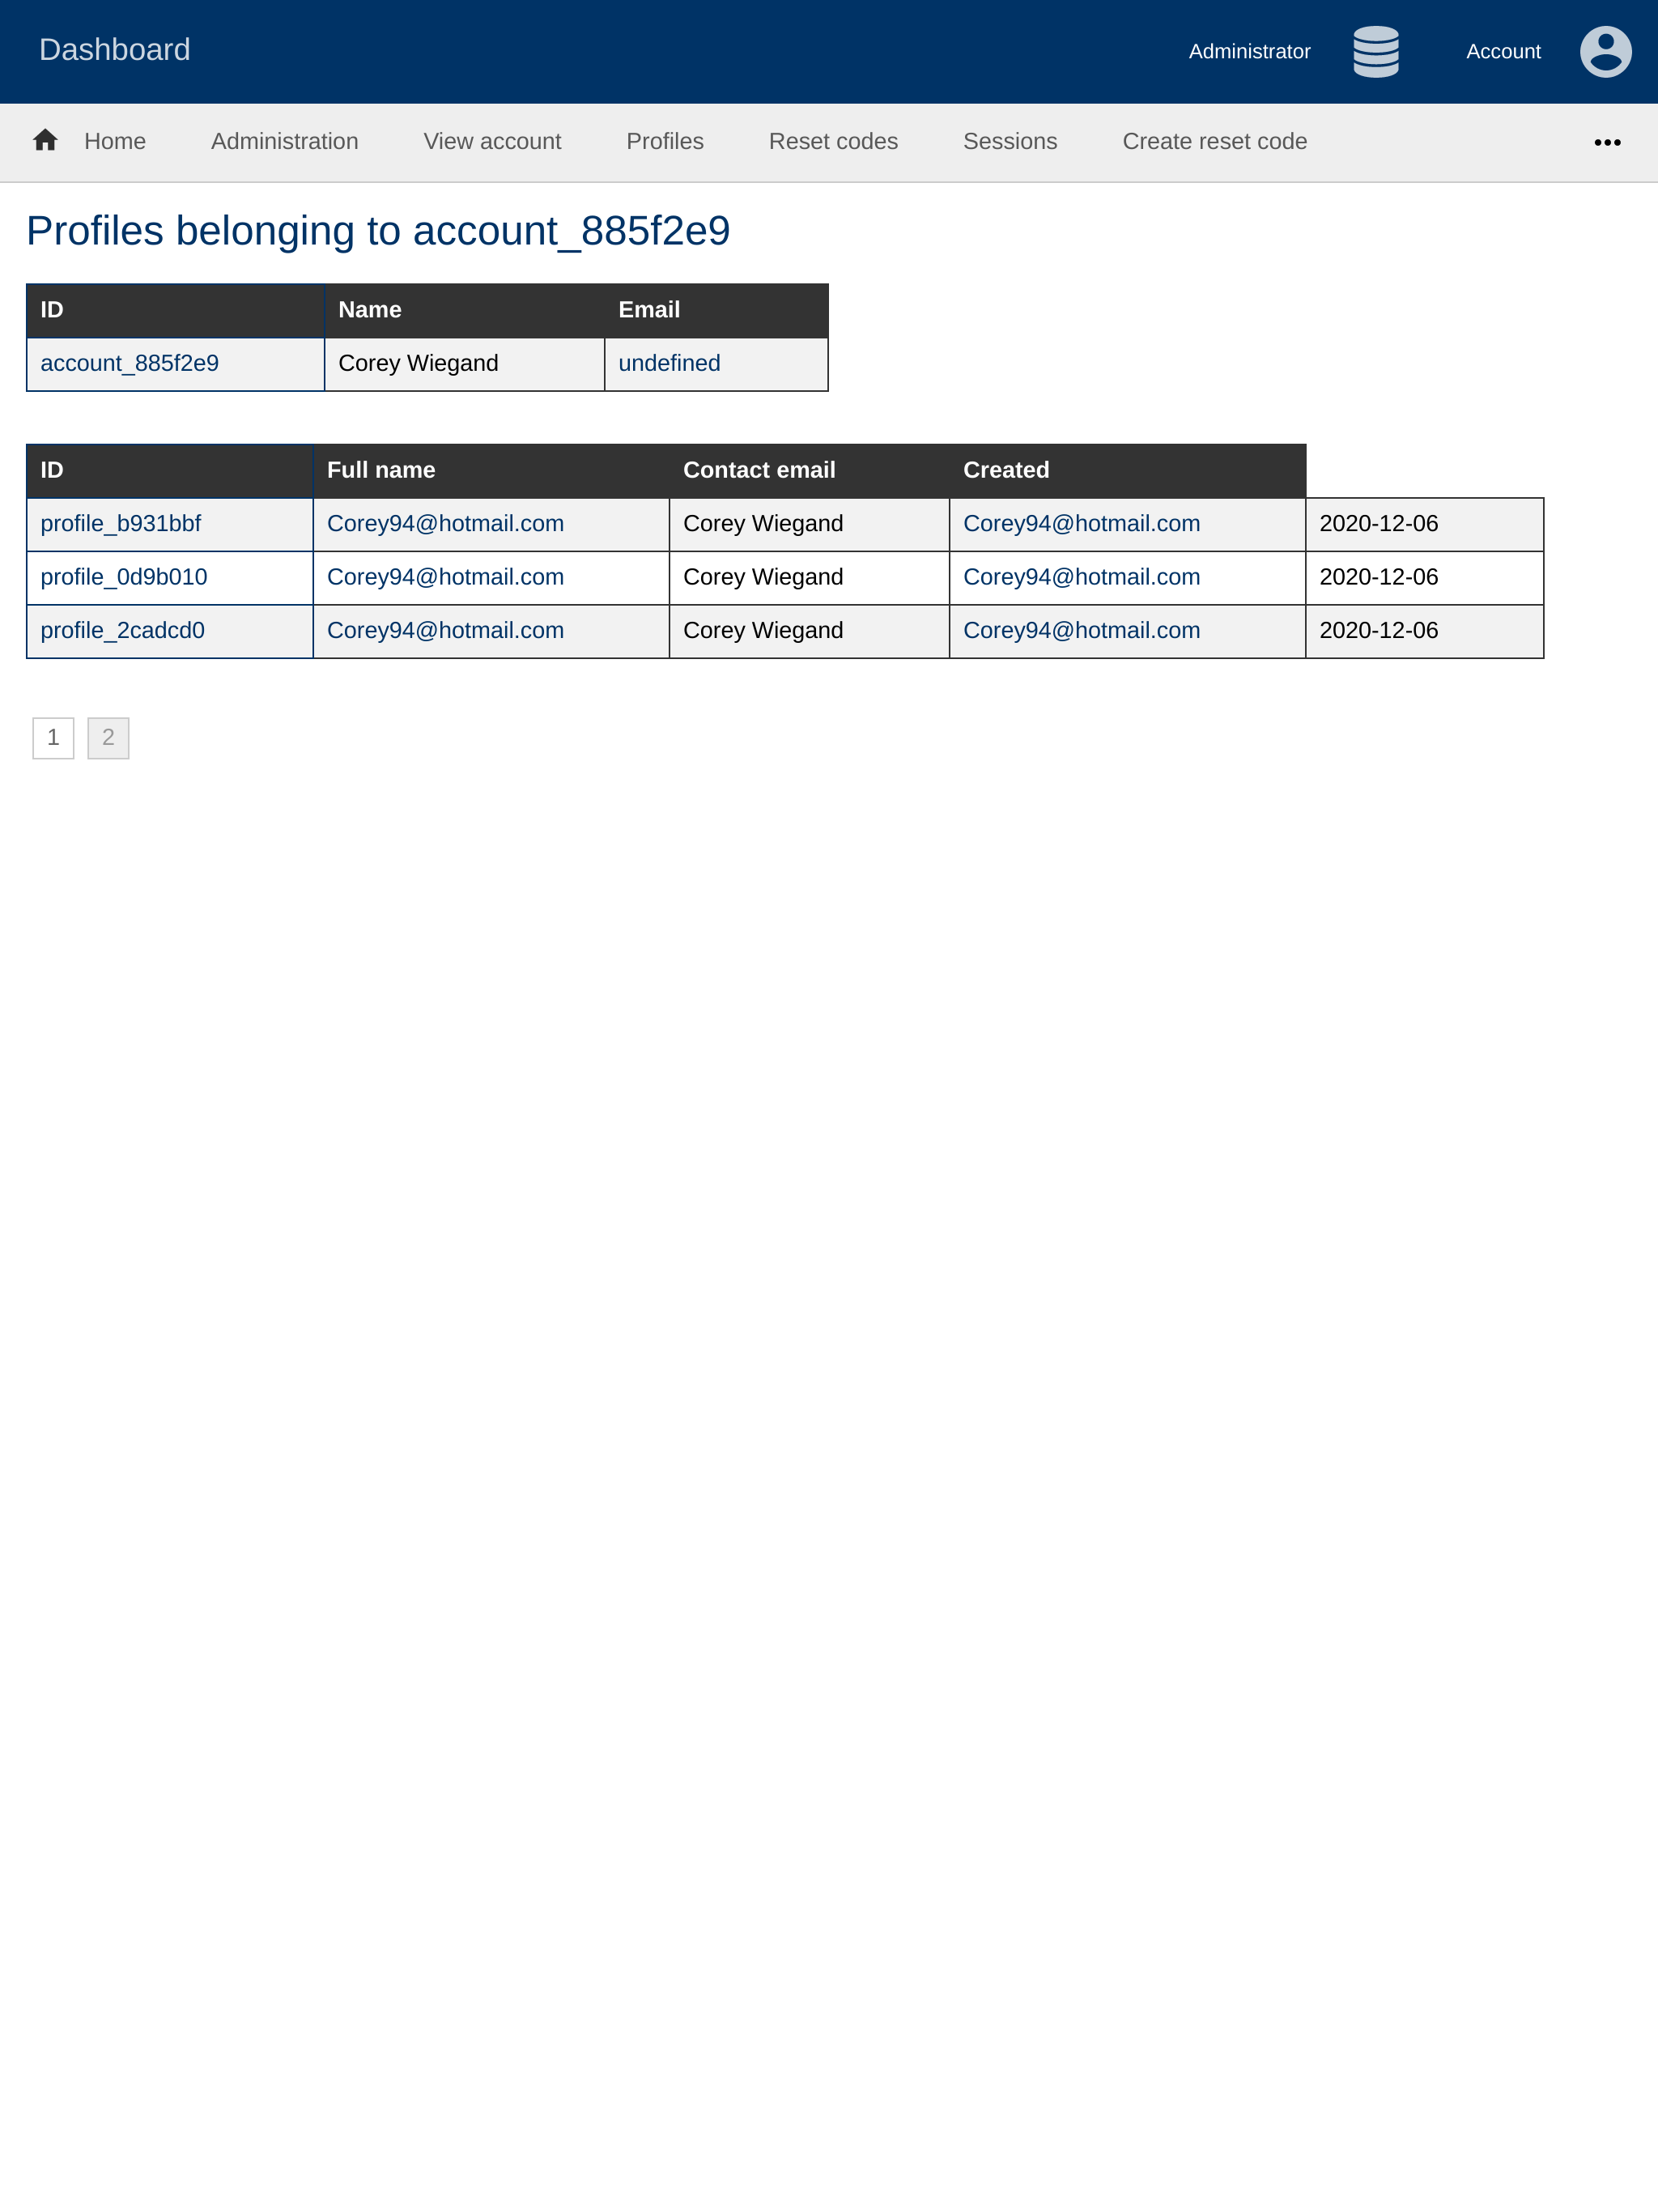 Dashboard Administrator Account
Home Administration View account Profiles Reset codes Sessions Create reset code •••
Profiles belonging to account_885f2e9
ID Name Email
account_885f2e9 Corey Wiegand undefined
ID Full name Contact email Created
profile_b931bbf Corey94@hotmail.com Corey Wiegand Corey94@hotmail.com 2020-12-06
profile_0d9b010 Corey94@hotmail.com Corey Wiegand Corey94@hotmail.com 2020-12-06
profile_2cadcd0 Corey94@hotmail.com Corey Wiegand Corey94@hotmail.com 2020-12-06
1 2